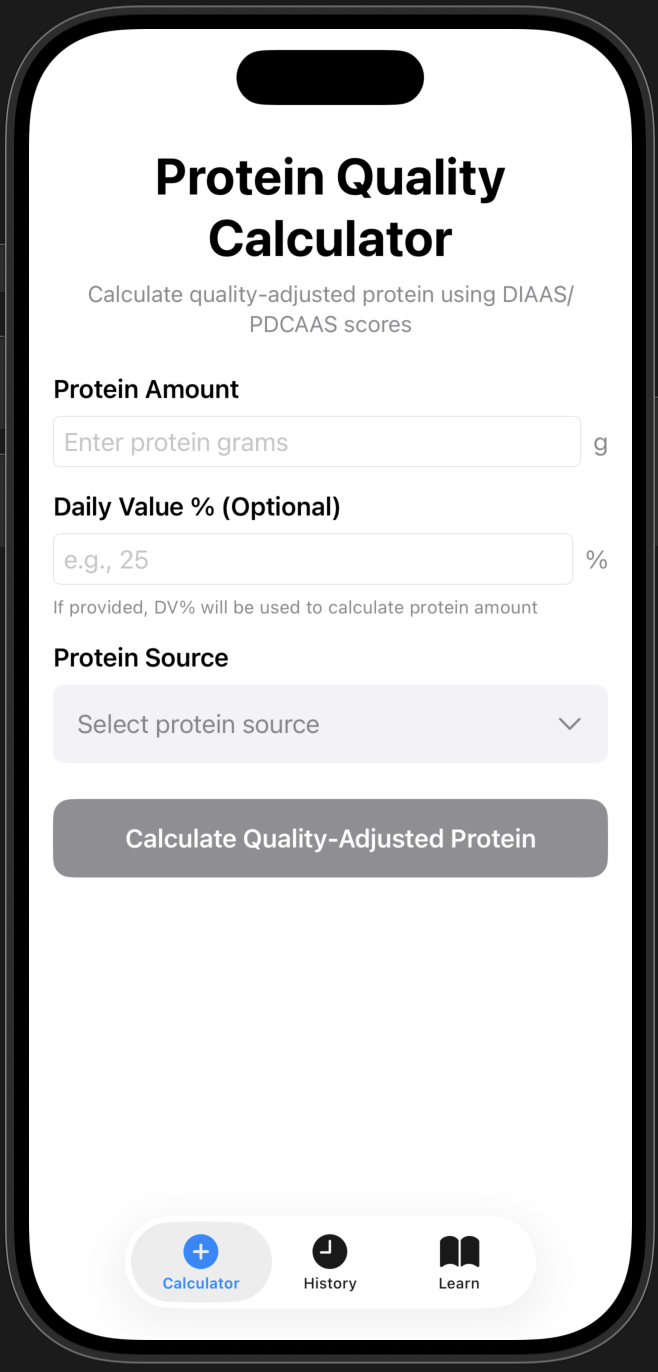 Protein Quality
Calculator
Calculate quality-adjusted protein using DIAAS/
PDCAAS scores
Protein Amount
Enter protein grams
g
Daily Value % (Optional)
e.g., 25
%
If provided, DV% will be used to calculate protein amount
Protein Source
Select protein source
Calculate Quality-Adjusted Protein
Calculator
History
Learn